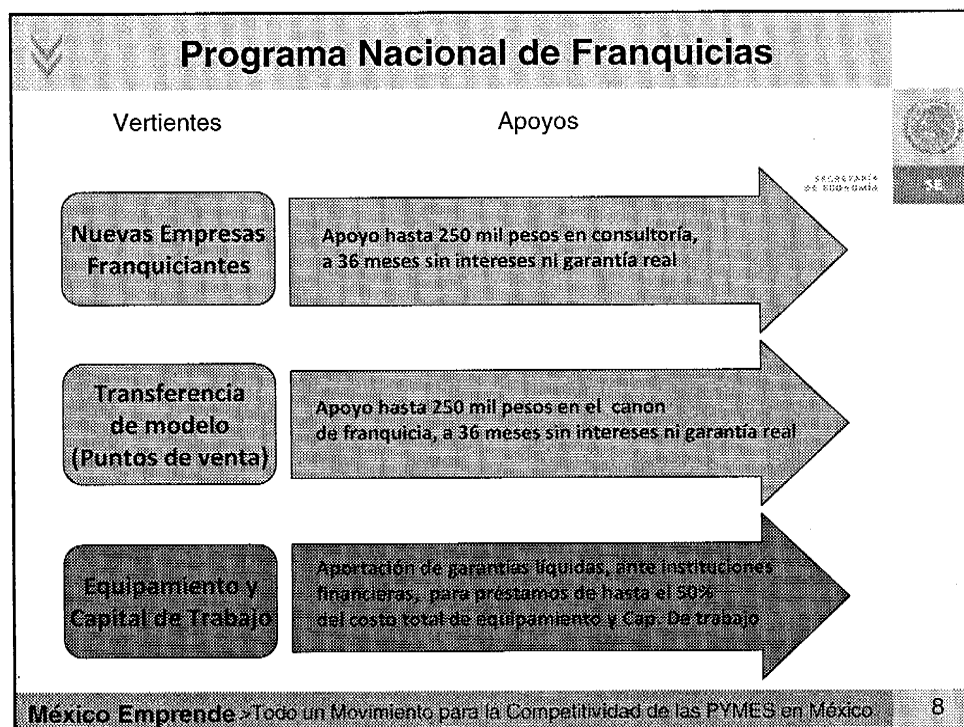 Programa Nacional de Franquicias
Vertientes
Apoyos
SECRETARÍA
DE ECONOMÍA
SE
Nuevas Empresas
Franquiciantes
Apoyo hasta 250 mil pesos en consultoría,
a 36 meses sin intereses ni garantía real
Transferencia
de modelo
(Puntos de venta)
Apoyo hasta 250 mil pesos en el canon
de franquicia, a 36 meses sin intereses ni garantía real
Equipamiento y
Capital de Trabajo
Aportación de garantías líquidas, ante instituciones
financieras, para prestamos de hasta el 50%
del costo total de equipamiento y Cap. De trabajo
México Emprende >Todo un Movimiento para la Competitividad de las PYMES en México
8